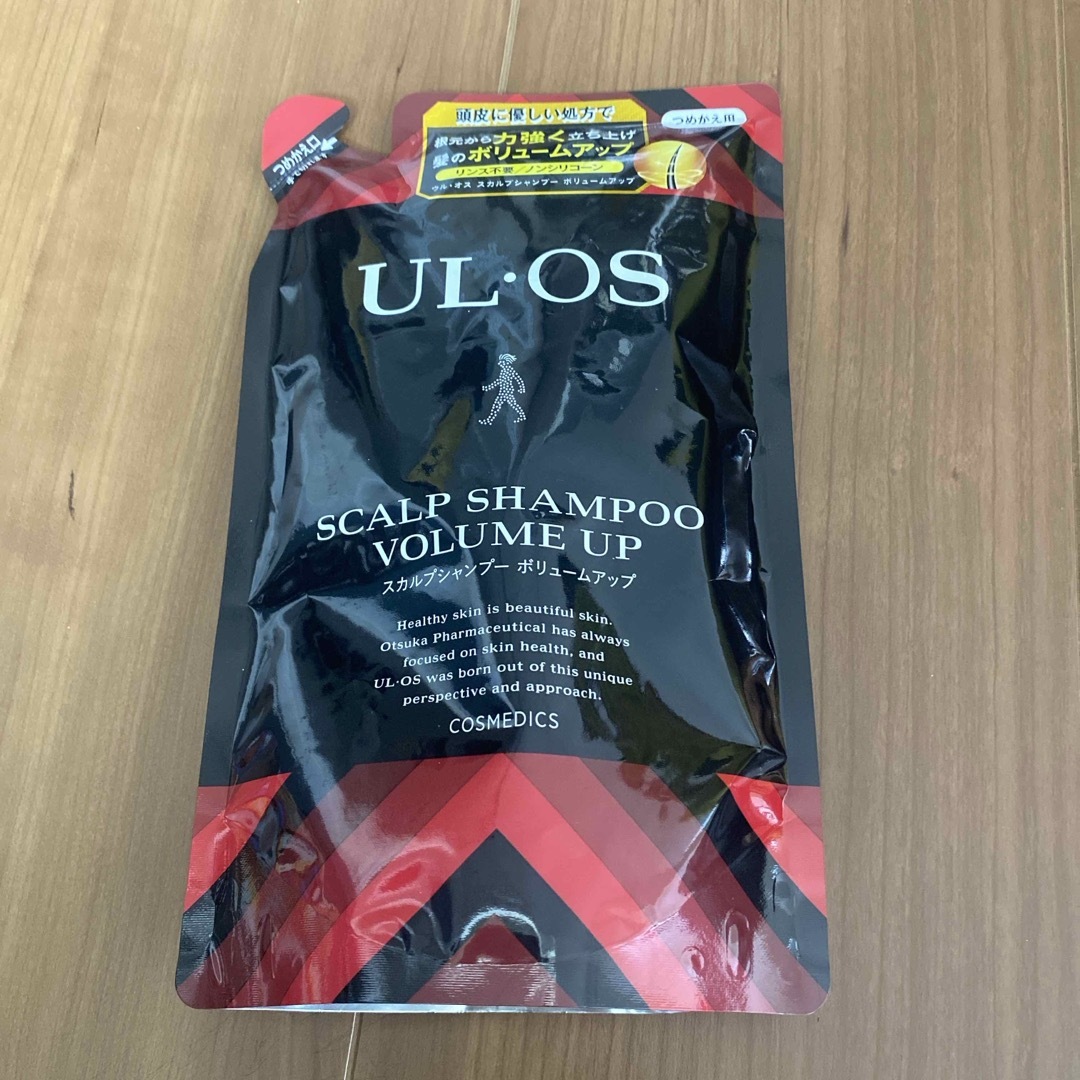 頭皮に優しい処方で
根元から力強く立ち上げ
髪のボリュームアップ
リンス不要/ノンシリコーン
ウル・オス スカルプシャンプー ボリュームアップ
つめかえ用
つめかえ口
手で切れます
UL・OS
SCALP SHAMPOO
VOLUME UP
スカルプシャンプー ボリュームアップ
Healthy skin is beautiful skin.
Otsuka Pharmaceutical has always
focused on skin health, and
UL・OS was born out of this unique
perspective and approach.
COSMEDICS